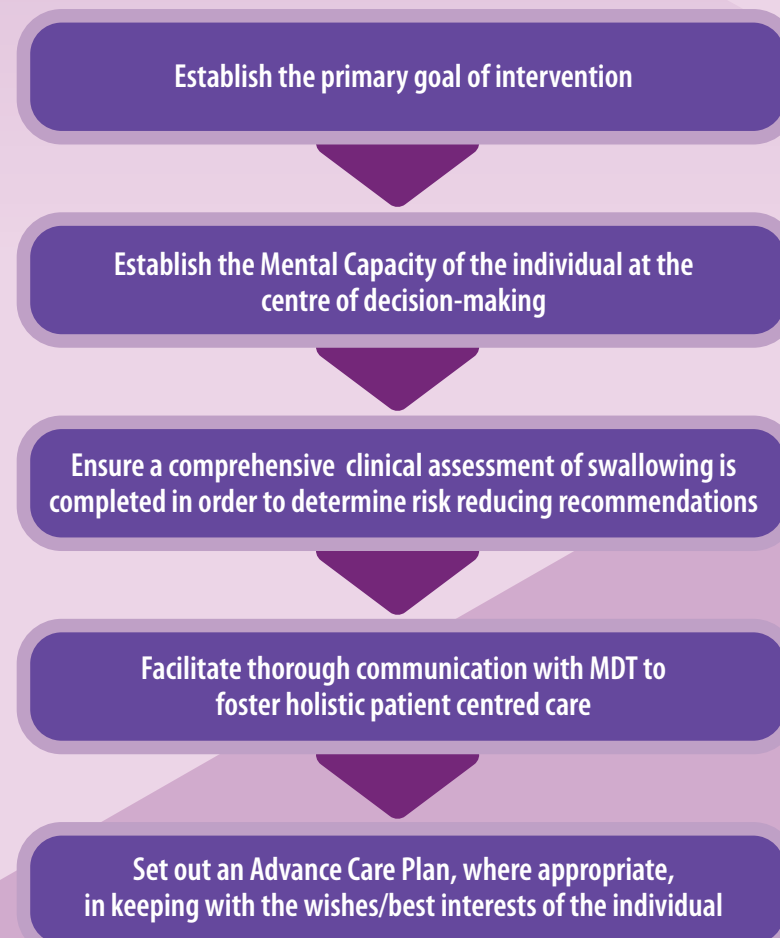 Establish the primary goal of intervention
Establish the Mental Capacity of the individual at the
centre of decision-making
Ensure a comprehensive clinical assessment of swallowing is
completed in order to determine risk reducing recommendations
Facilitate thorough communication with MDT to
foster holistic patient centred care
Set out an Advance Care Plan, where appropriate,
in keeping with the wishes/best interests of the individual